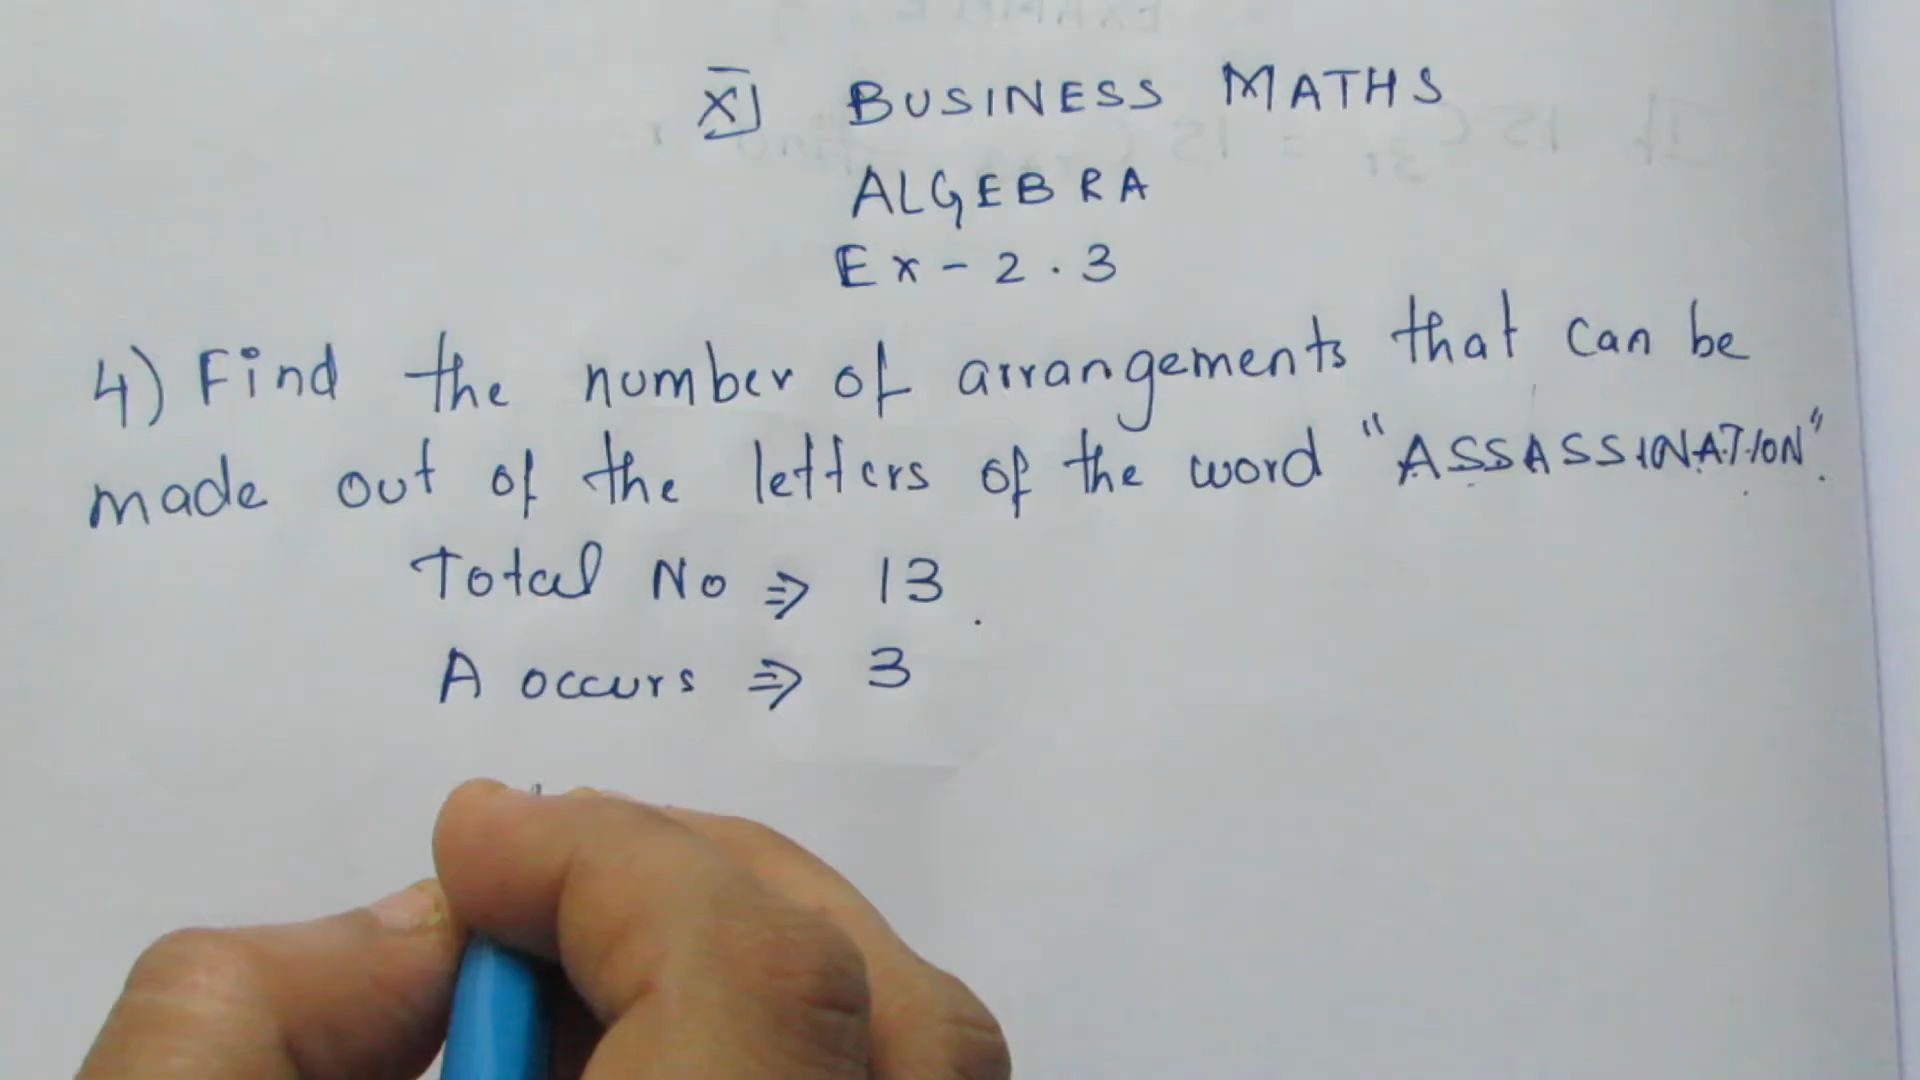 XI BUSINESS MATHS
ALGEBRA
Ex - 2.3
4) Find the number of arrangements that can be
made out of the letters of the word "ASSASSINATION".
Total No ⇒ 13
A occurs ⇒ 3